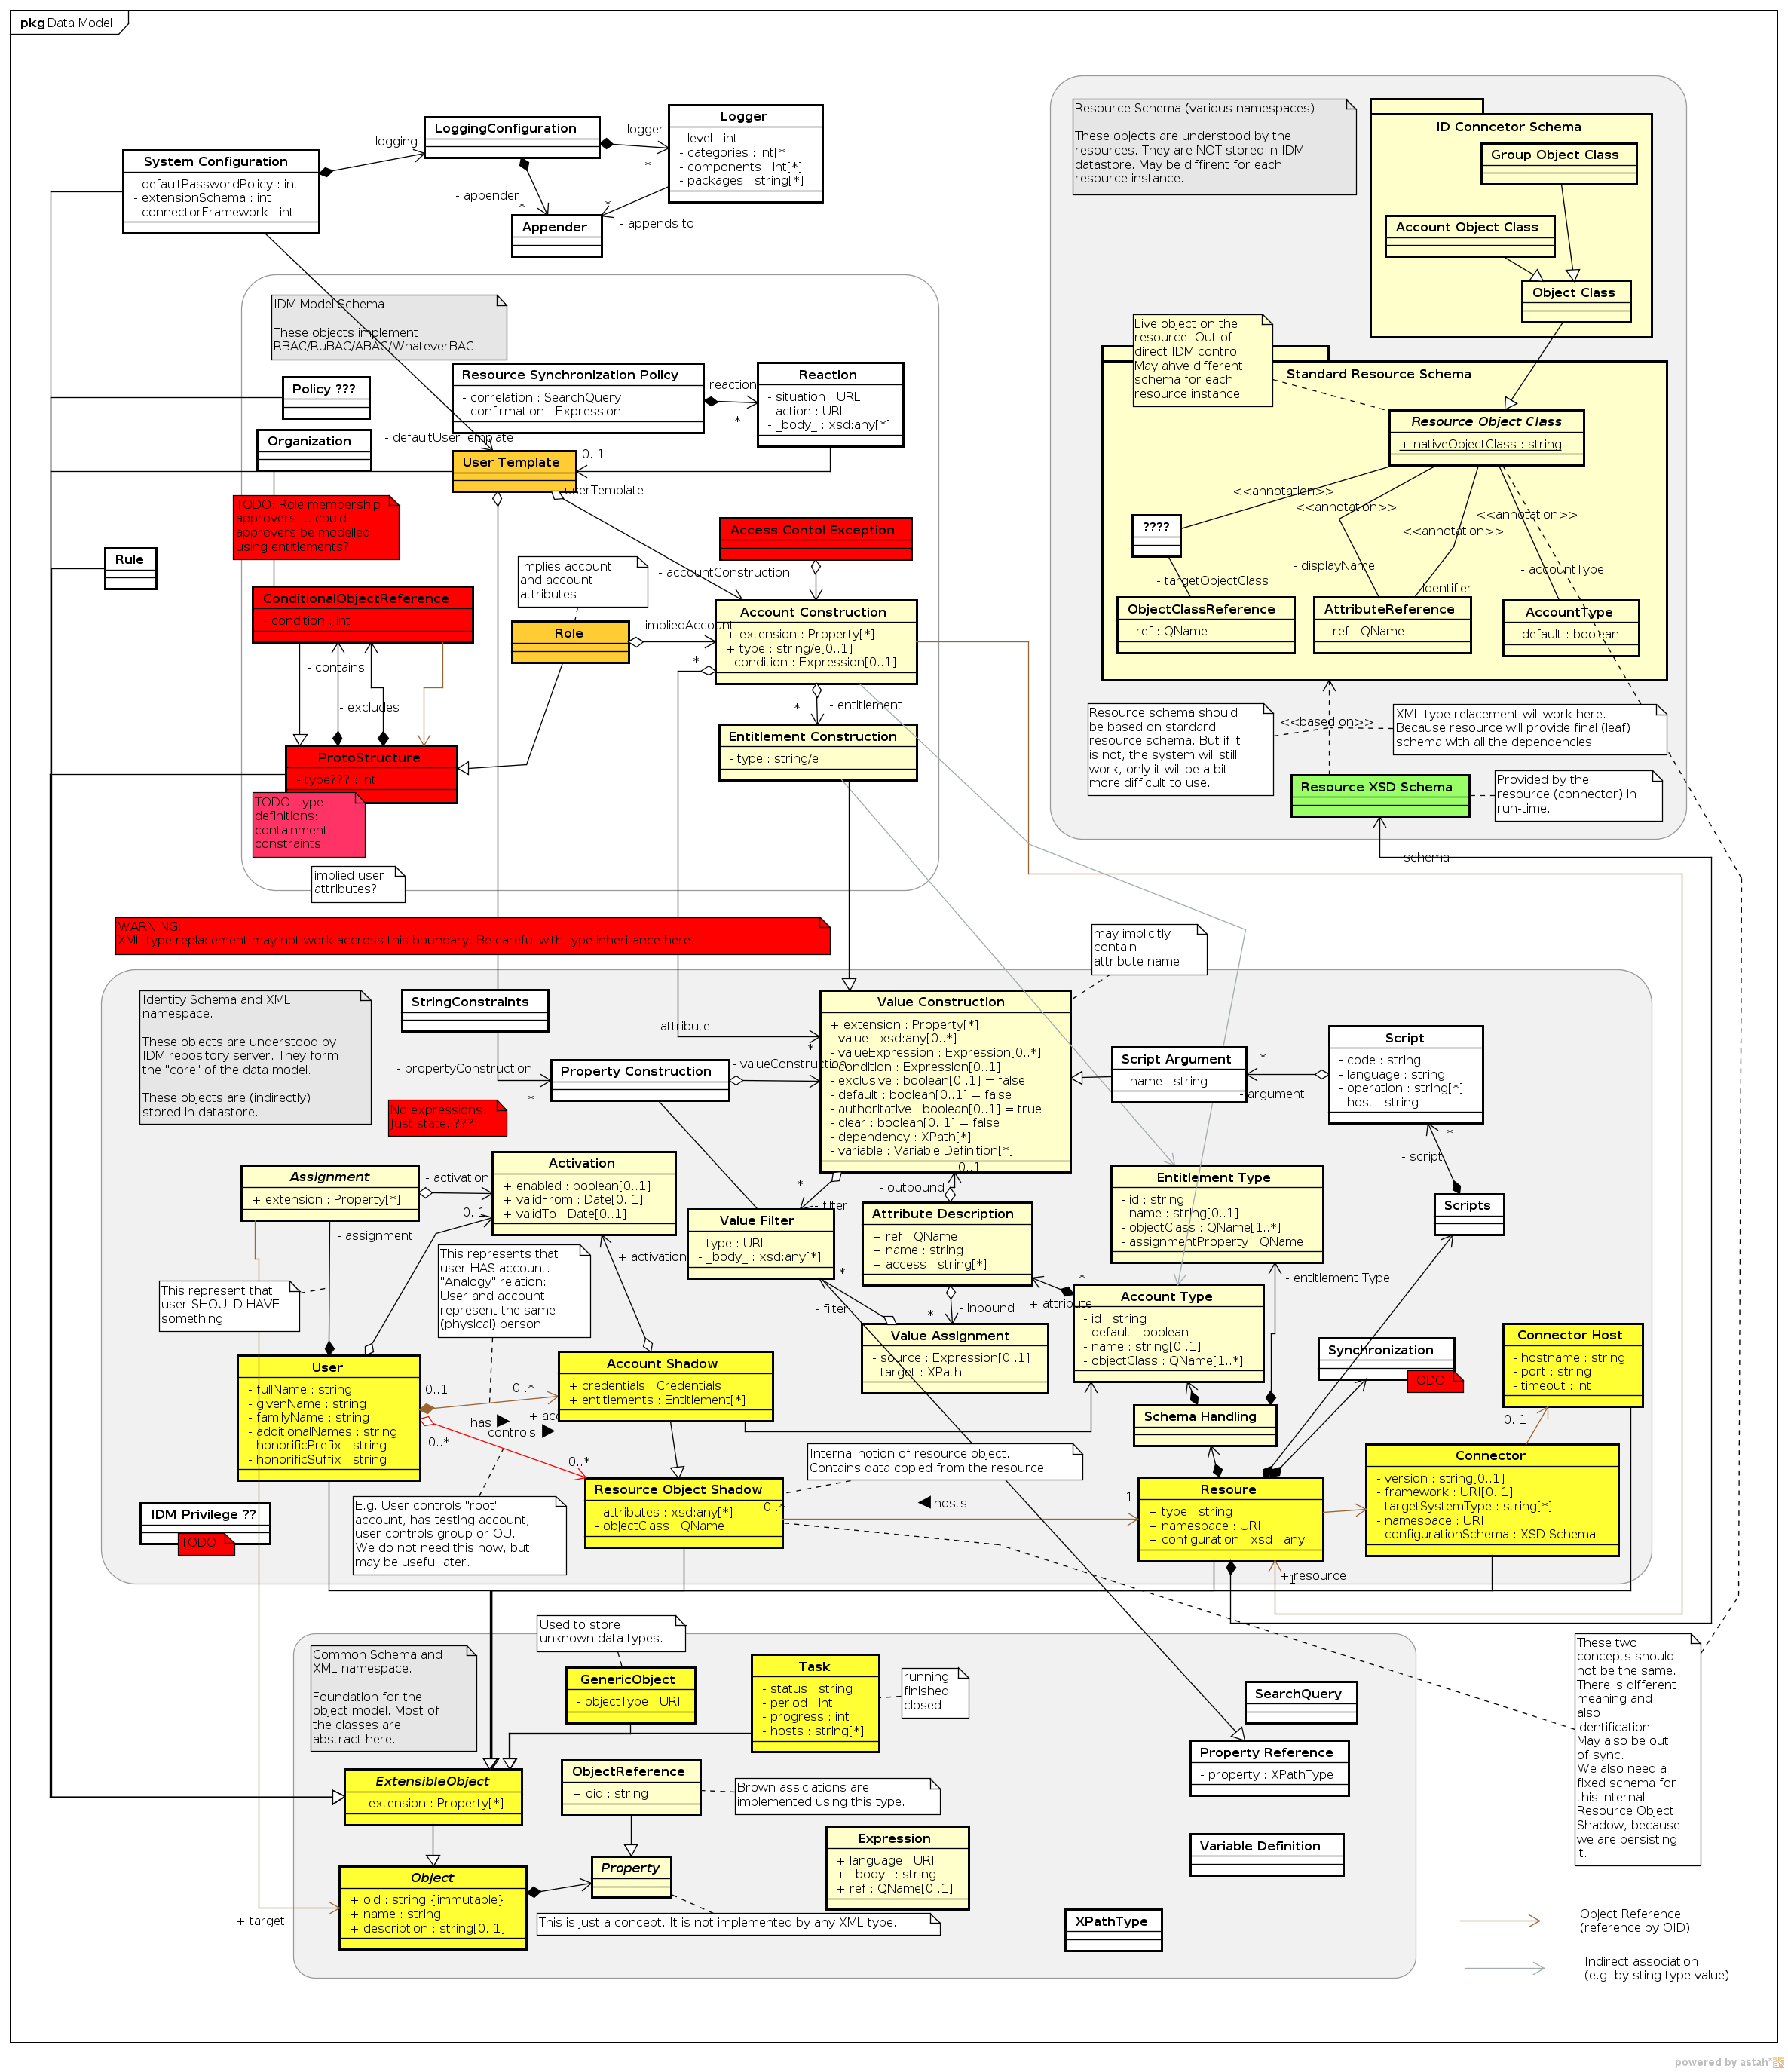 pkg Data Model
System Configuration
- defaultPasswordPolicy : int
- extensionSchema : int
- connectorFramework : int
- logging
LoggingConfiguration
- logger
*
Logger
- level : int
- categories : int[*]
- components : int[*]
- packages : string[*]
- appender
*
*
- appends to
Appender
Resource Schema (various namespaces)
These objects are understood by the
resources. They are NOT stored in IDM
datastore. May be diffirent for each
resource instance.
ID Conncetor Schema
Group Object Class
Account Object Class
Object Class
Live object on the
resource. Out of
direct IDM control.
May ahve different
schema for each
resource instance
Standard Resource Schema
Resource Object Class
+ nativeObjectClass : string
<<annotation>>
<<annotation>>
<<annotation>>
<<annotation>>
????
- targetObjectClass
- displayName
- identifier
- accountType
ObjectClassReference
- ref : QName
AttributeReference
- ref : QName
AccountType
- default : boolean
Resource schema should
be based on stardard
resource schema. But if it
is not, the system will still
work, only it will be a bit
more difficult to use.
<<based on>>
XML type relacement will work here.
Because resource will provide final (leaf)
schema with all the dependencies.
Resource XSD Schema
Provided by the
resource (connector) in
run-time.
+ schema
IDM Model Schema
These objects implement
RBAC/RuBAC/ABAC/WhateverBAC.
Policy ???
Organization
Resource Synchronization Policy
- correlation : SearchQuery
- confirmation : Expression
reaction
*
Reaction
- situation : URL
- action : URL
- _body_ : xsd:any[*]
- defaultUserTemplate
User Template
0..1
- userTemplate
TODO: Role membership
approvers ... could
approvers be modelled
using entitlements?
Rule
Access Contol Exception
Implies account
and account
attributes
- accountConstruction
ConditionalObjectReference
- condition : int
Role
- impliedAccount
*
Account Construction
+ extension : Property[*]
+ type : string/e[0..1]
- condition : Expression[0..1]
- contains
- excludes
*
- entitlement
Entitlement Construction
- type : string/e
ProtoStructure
- type??? : int
TODO: type
definitions:
containment
constraints
implied user
attributes?
WARNING:
XML type replacement may not work accross this boundary. Be careful with type inheritance here.
may implicitly
contain
attribute name
Identity Schema and XML
namespace.
These objects are understood by
IDM repository server. They form
the "core" of the data model.
These objects are (indirectly)
stored in datastore.
StringConstraints
- propertyConstruction
*
Property Construction
- attribute
*
- valueConstruction
No expressions.
Just state. ???
Value Construction
+ extension : Property[*]
- value : xsd:any[0..*]
- valueExpression : Expression[0..*]
- condition : Expression[0..1]
- exclusive : boolean[0..1] = false
- default : boolean[0..1] = false
- authoritative : boolean[0..1] = true
- clear : boolean[0..1] = false
- dependency : XPath[*]
- variable : Variable Definition[*]
Script Argument
- name : string
*
- argument
Script
- code : string
- language : string
- operation : string[*]
- host : string
*
- script
Scripts
Assignment
+ extension : Property[*]
- activation
0..1
- assignment
Activation
+ enabled : boolean[0..1]
+ validFrom : Date[0..1]
+ validTo : Date[0..1]
+ activation
*
- filter
Value Filter
- type : URL
- _body_ : xsd:any[*]
*
- filter
0..1
- outbound
Attribute Description
+ ref : QName
+ name : string
+ access : string[*]
- inbound
*
*
+ attribute
Value Assignment
- source : Expression[0..1]
- target : XPath
Entitlement Type
- id : string
- name : string[0..1]
- objectClass : QName[1..*]
- assignmentProperty : QName
- entitlement Type
Account Type
- id : string
- default : boolean
- name : string[0..1]
- objectClass : QName[1..*]
This represent that
user SHOULD HAVE
something.
This represents that
user HAS account.
"Analogy" relation:
User and account
represent the same
(physical) person
User
- fullName : string
- givenName : string
- familyName : string
- additionalNames : string
- honorificPrefix : string
- honorificSuffix : string
0..1
0..*
has
+ acc
controls
0..*
0..*
Account Shadow
+ credentials : Credentials
+ entitlements : Entitlement[*]
Synchronization
TODO
Connector Host
- hostname : string
- port : string
- timeout : int
0..1
Schema Handling
Internal notion of resource object.
Contains data copied from the resource.
Resource Object Shadow
- attributes : xsd:any[*]
- objectClass : QName
0..*
hosts
1
Resoure
+ type : string
+ namespace : URI
+ configuration : xsd : any
Connector
- version : string[0..1]
- framework : URI[0..1]
- targetSystemType : string[*]
- namespace : URI
- configurationSchema : XSD Schema
IDM Privilege ??
TODO
E.g. User controls "root"
account, has testing account,
user controls group or OU.
We do not need this now, but
may be useful later.
+ resource
1
Common Schema and
XML namespace.
Foundation for the
object model. Most of
the classes are
abstract here.
Used to store
unknown data types.
GenericObject
- objectType : URI
Task
- status : string
- period : int
- progress : int
- hosts : string[*]
running
finished
closed
SearchQuery
Property Reference
- property : XPathType
ExtensibleObject
+ extension : Property[*]
ObjectReference
+ oid : string
Brown assiciations are
implemented using this type.
Variable Definition
Expression
+ language : URI
+ _body_ : string
+ ref : QName[0..1]
Object
+ oid : string {immutable}
+ name : string
+ description : string[0..1]
Property
+ target
This is just a concept. It is not implemented by any XML type.
XPathType
These two
concepts should
not be the same.
There is different
meaning and
also
identification.
May also be out
of sync.
We also need a
fixed schema for
this internal
Resource Object
Shadow, because
we are persisting
it.
Object Reference
(reference by OID)
Indirect association
(e.g. by sting type value)
powered by astah*